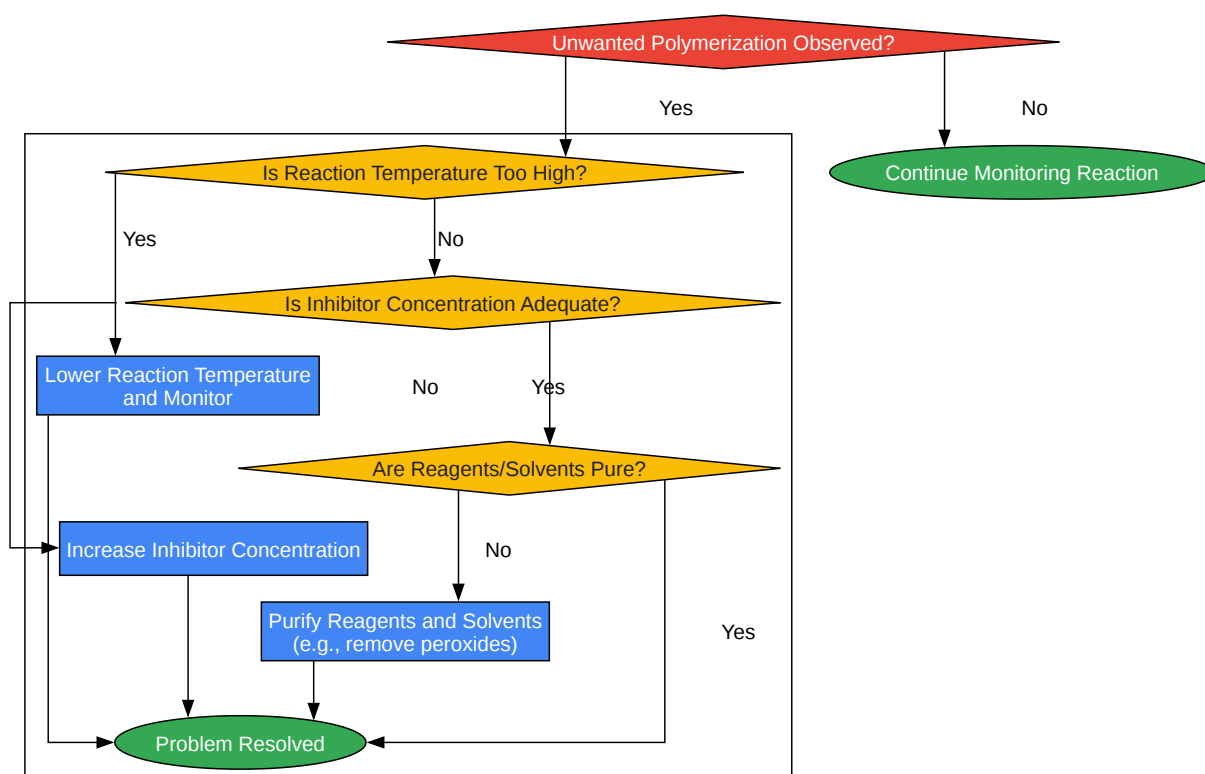 Unwanted Polymerization Observed?
Yes
No
Is Reaction Temperature Too High?
Continue Monitoring Reaction
Yes
No
Is Inhibitor Concentration Adequate?
Lower Reaction Temperature
and Monitor
No
Yes
Are Reagents/Solvents Pure?
Increase Inhibitor Concentration
No
Purify Reagents and Solvents
(e.g., remove peroxides)
Yes
Problem Resolved